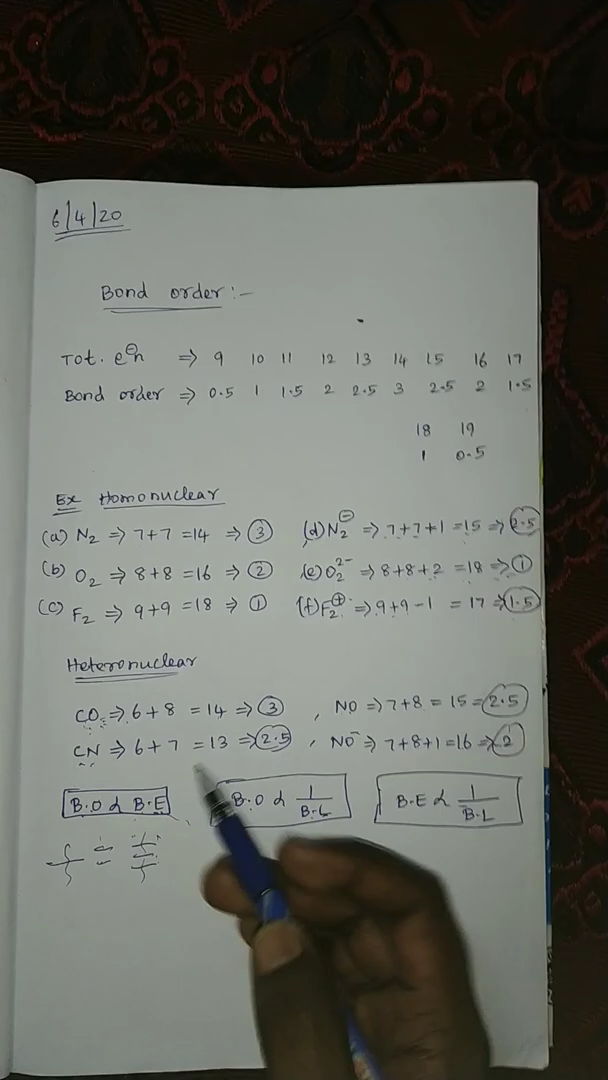 6/4/20
Bond order:-
Tot. e⊖n ⇒ 9 10 11 12 13 14 15 16 17
Bond order ⇒ 0.5 1 1.5 2 2.5 3 2.5 2 1.5
18 19
1 0.5
Ex Homonuclear
(a) N₂ ⇒ 7+7 =14 ⇒ ③ (d) N₂⊖ ⇒ 7+7+1 =15 ⇒ 2.5
(b) O₂ ⇒ 8+8 =16 ⇒ ② (e) O₂²⁻ ⇒ 8+8+2 =18 ⇒ ①
(c) F₂ ⇒ 9+9 =18 ⇒ ① (f) F₂⊕ ⇒ 9+9-1 = 17 ⇒ 1.5
Heteronuclear
CO ⇒ 6+8 =14 ⇒ ③ , NO ⇒ 7+8 = 15 = 2.5
CN ⇒ 6+7 =13 ⇒ 2.5 , NO⁻ ⇒ 7+8+1 =16 ⇒ 2
B.O α B.E B.O α 1/B.L B.E α 1/B.L